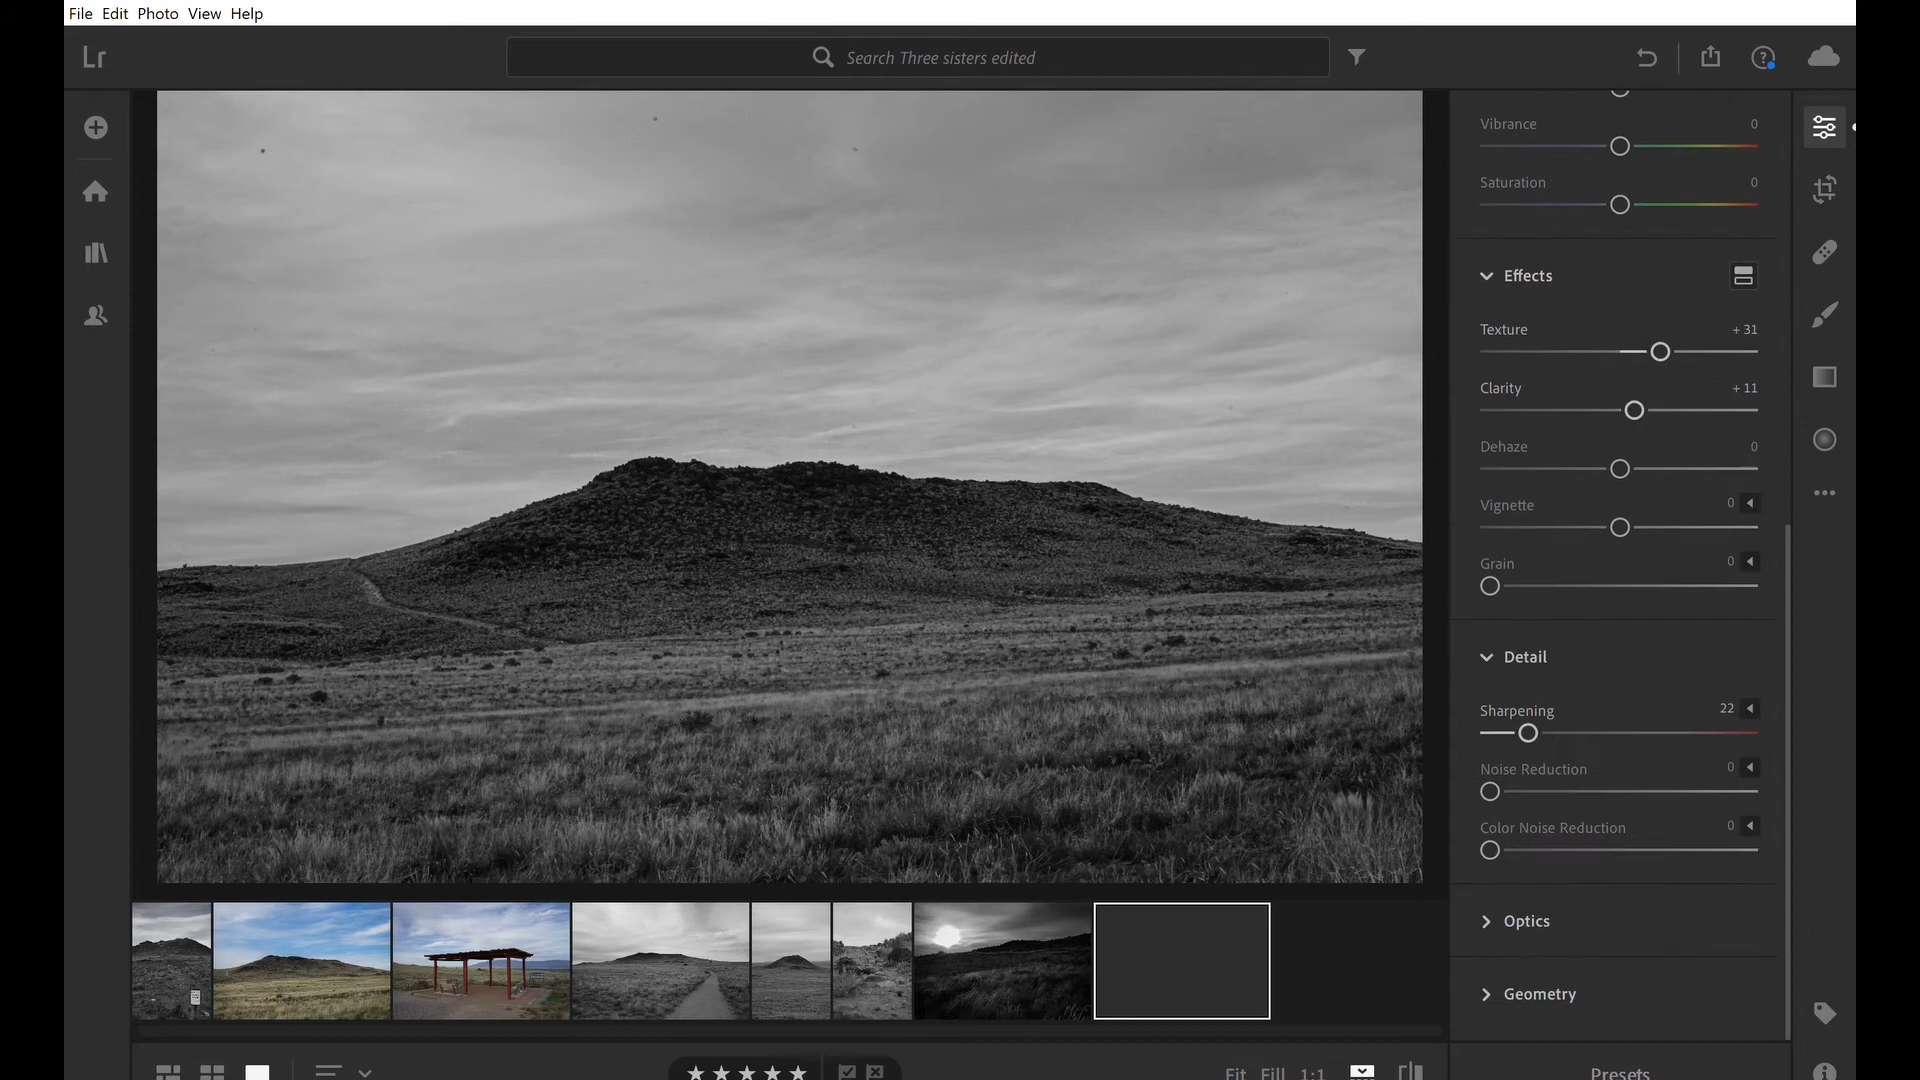 File Edit Photo View Help
Lr
Search Three sisters edited
Vibrance 0
Saturation 0
Effects
Texture + 31
Clarity + 11
Dehaze 0
Vignette 0
Grain 0
Detail
Sharpening 22
Noise Reduction 0
Color Noise Reduction 0
Optics
Geometry
Fit Fill 1:1
Presets